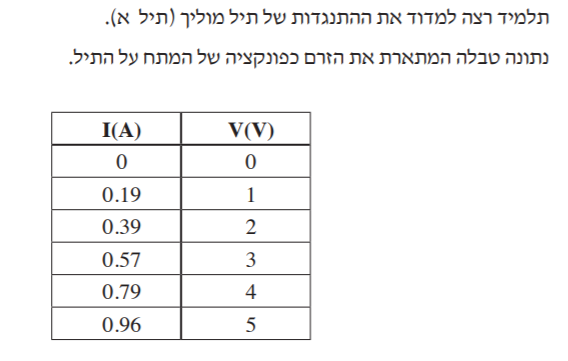 תלמיד רצה למדוד את ההתנגדות של תיל מוליך (תיל א).
נתונה טבלה המתארת את הזרם כפונקציה של המתח על התיל.
I(A) V(V)
0 0
0.19 1
0.39 2
0.57 3
0.79 4
0.96 5